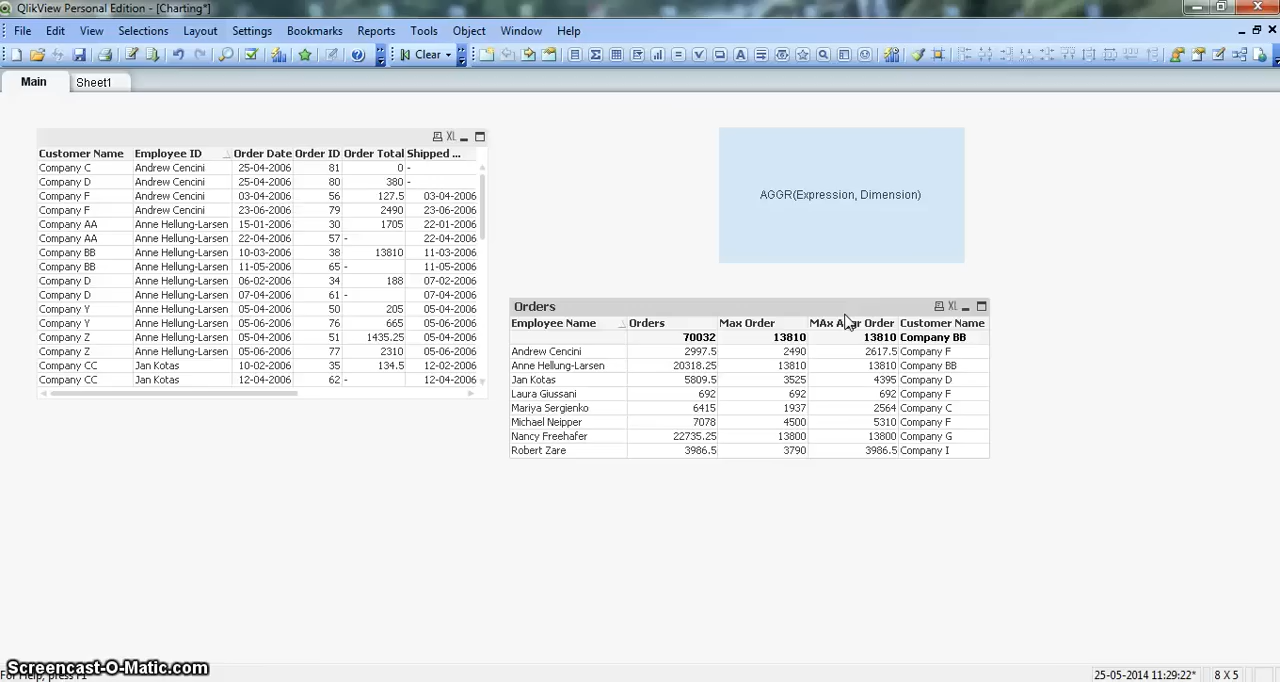 QlikView Personal Edition - [Charting*]
File Edit View Selections Layout Settings Bookmarks Reports Tools Object Window Help
Clear
Main Sheet1
XL
Customer Name Employee ID Order Date Order ID Order Total Shipped ...
Company C Andrew Cencini 25-04-2006 81 0 -
Company D Andrew Cencini 25-04-2006 80 380 -
Company F Andrew Cencini 03-04-2006 56 127.5 03-04-2006
Company F Andrew Cencini 23-06-2006 79 2490 23-06-2006
Company AA Anne Hellung-Larsen 15-01-2006 30 1705 22-01-2006
Company AA Anne Hellung-Larsen 22-04-2006 57 - 22-04-2006
Company BB Anne Hellung-Larsen 10-03-2006 38 13810 11-03-2006
Company BB Anne Hellung-Larsen 11-05-2006 65 - 11-05-2006
Company D Anne Hellung-Larsen 06-02-2006 34 188 07-02-2006
Company D Anne Hellung-Larsen 07-04-2006 61 - 07-04-2006
Company Y Anne Hellung-Larsen 05-04-2006 50 205 05-04-2006
Company Y Anne Hellung-Larsen 05-06-2006 76 665 05-06-2006
Company Z Anne Hellung-Larsen 05-04-2006 51 1435.25 05-04-2006
Company Z Anne Hellung-Larsen 05-06-2006 77 2310 05-06-2006
Company CC Jan Kotas 10-02-2006 35 134.5 12-02-2006
Company CC Jan Kotas 12-04-2006 62 - 12-04-2006
AGGR(Expression, Dimension)
Orders XL
Employee Name Orders Max Order MAx Order Customer Name
70032 13810 13810 Company BB
Andrew Cencini 2997.5 2490 2617.5 Company F
Anne Hellung-Larsen 20318.25 13810 13810 Company BB
Jan Kotas 5809.5 3525 4395 Company D
Laura Giussani 692 692 692 Company F
Mariya Sergienko 6415 1937 2564 Company C
Michael Neipper 7078 4500 5310 Company F
Nancy Freehafer 22735.25 13800 13800 Company G
Robert Zare 3986.5 3790 3986.5 Company I
Screencast-O-Matic.com
For Help, press F1
25-05-2014 11:29:22* 8 X 5